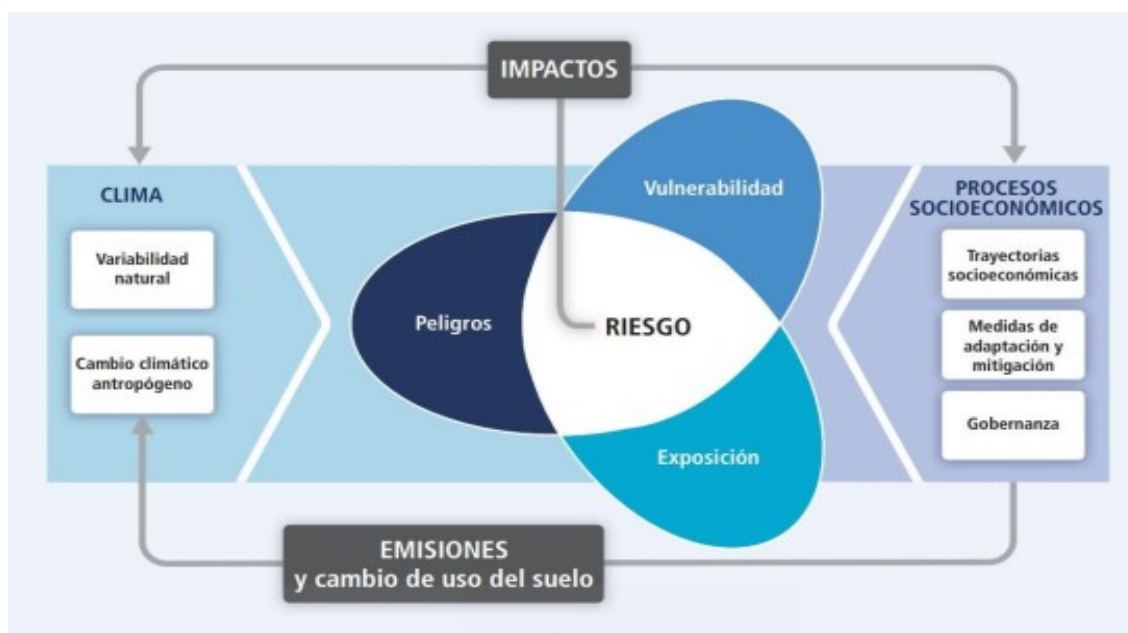 IMPACTOS
CLIMA
Variabilidad
natural
Cambio climático
antropógeno
Vulnerabilidad
Peligros
RIESGO
Exposición
PROCESOS
SOCIOECONÓMICOS
Trayectorias
socioeconómicas
Medidas de
adaptación y
mitigación
Gobernanza
EMISIONES
y cambio de uso del suelo